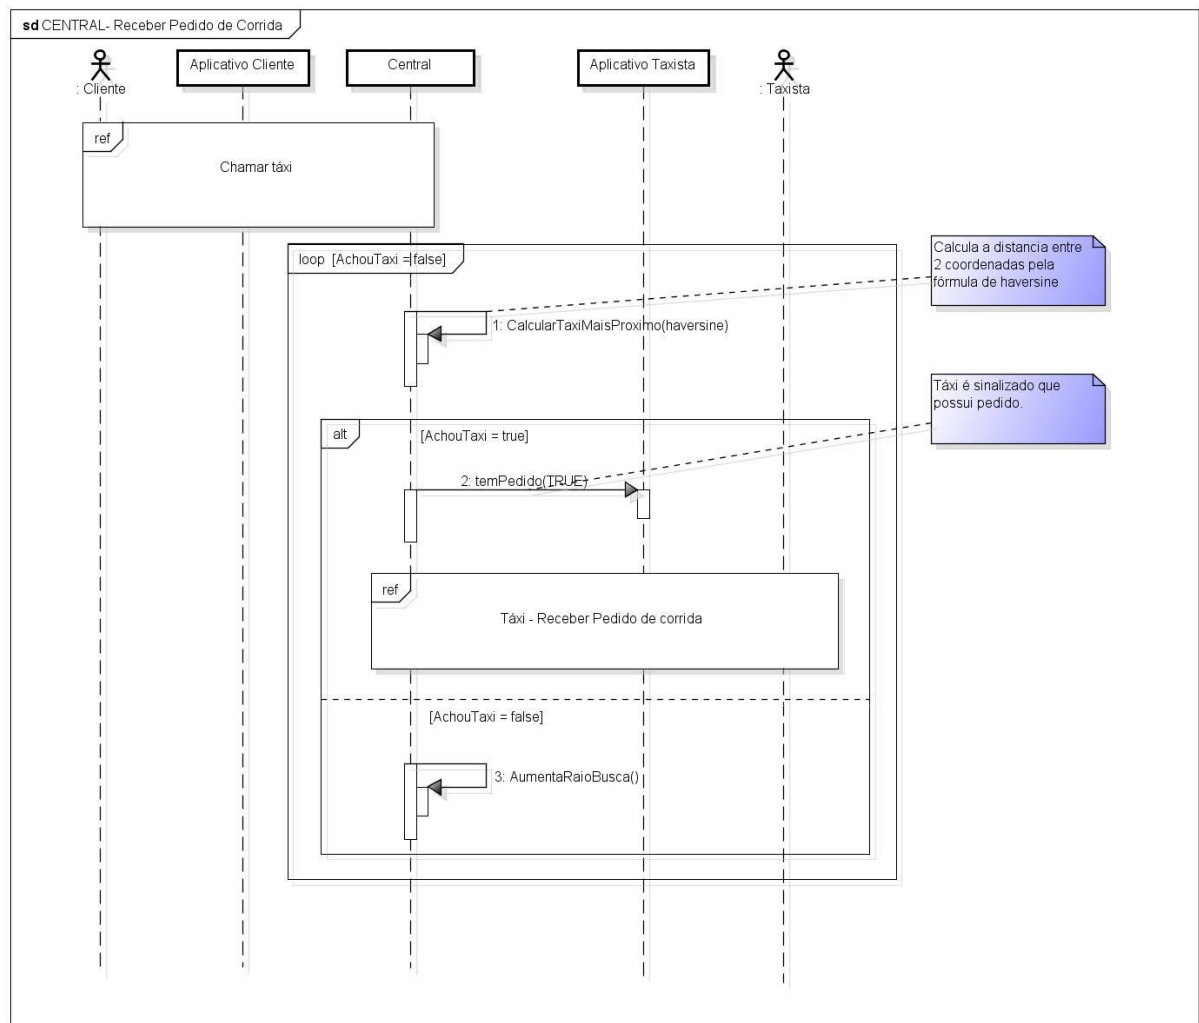 sd CENTRAL- Receber Pedido de Corrida
: Cliente
Aplicativo Cliente
Central
Aplicativo Taxista
: Taxista
ref
Chamar táxi
loop [AchouTaxi = false]
Calcula a distancia entre
2 coordenadas pela
fórmula de haversine
1: CalcularTaxiMaisProximo(haversine)
Táxi é sinalizado que
possui pedido.
alt
[AchouTaxi = true]
2: temPedido(TRUE)
ref
Táxi - Receber Pedido de corrida
[AchouTaxi = false]
3: AumentaRaioBusca()